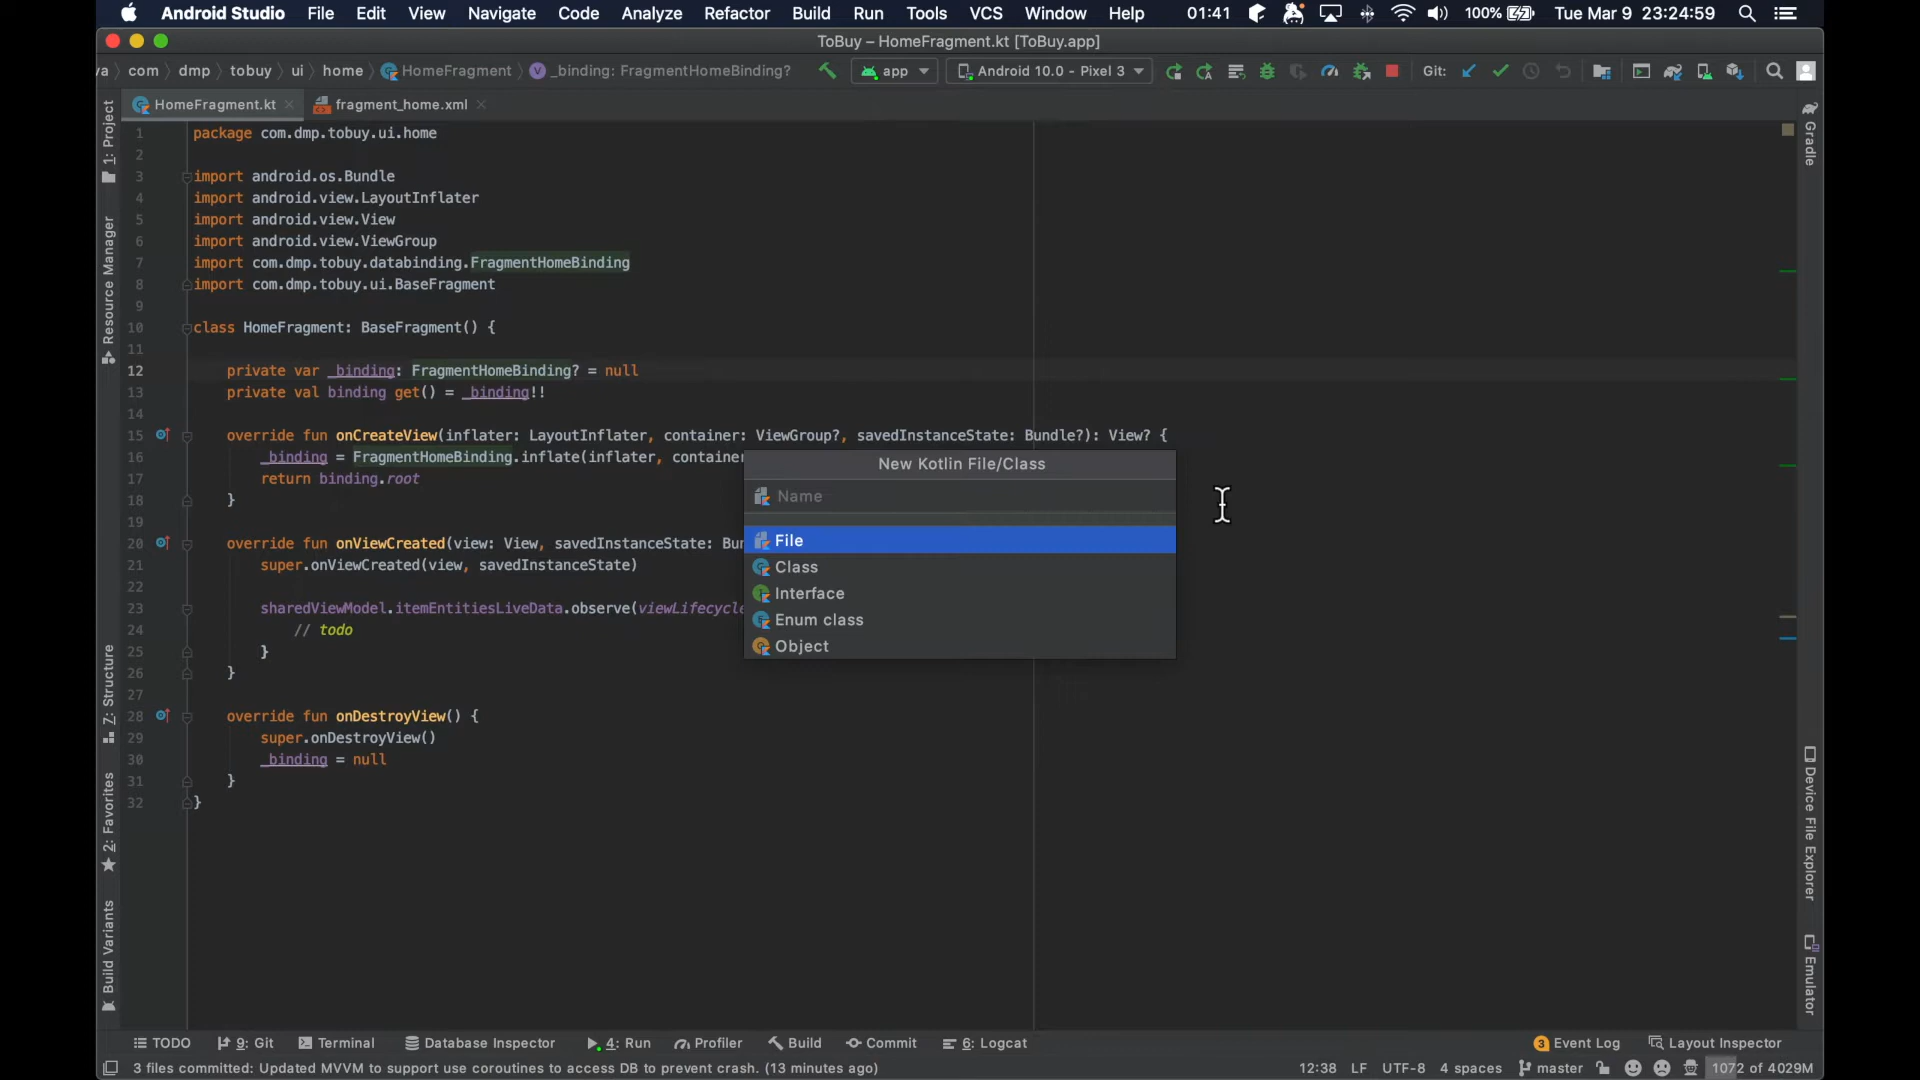 Android Studio File Edit View Navigate Code Analyze Refactor Build Run Tools VCS Window Help 01:41 100% Tue Mar 9 23:24:59
ToBuy – HomeFragment.kt [ToBuy.app]
va com dmp tobuy ui home HomeFragment _binding: FragmentHomeBinding? app Android 10.0 - Pixel 3 Git:
HomeFragment.kt fragment_home.xml
1 package com.dmp.tobuy.ui.home
2
3 import android.os.Bundle
4 import android.view.LayoutInflater
5 import android.view.View
6 import android.view.ViewGroup
7 import com.dmp.tobuy.databinding.FragmentHomeBinding
8 import com.dmp.tobuy.ui.BaseFragment
9
10 class HomeFragment: BaseFragment() {
11
12 private var _binding: FragmentHomeBinding? = null
13 private val binding get() = _binding!!
14
15 override fun onCreateView(inflater: LayoutInflater, container: ViewGroup?, savedInstanceState: Bundle?): View? {
16 _binding = FragmentHomeBinding.inflate(inflater, container
17 return binding.root
18 }
19
20 override fun onViewCreated(view: View, savedInstanceState: Bun
21 super.onViewCreated(view, savedInstanceState)
22
23 sharedViewModel.itemEntitiesLiveData.observe(viewLifecycle
24 // todo
25 }
26 }
27
28 override fun onDestroyView() {
29 super.onDestroyView()
30 _binding = null
31 }
32 }
New Kotlin File/Class
Name
File
Class
Interface
Enum class
Object
1: Project
Resource Manager
Z: Structure
2: Favorites
Build Variants
Gradle
Device File Explorer
Emulator
TODO 9: Git Terminal Database Inspector 4: Run Profiler Build Commit 6: Logcat 3 Event Log Layout Inspector
3 files committed: Updated MVVM to support use coroutines to access DB to prevent crash. (13 minutes ago) 12:38 LF UTF-8 4 spaces master 1072 of 4029M